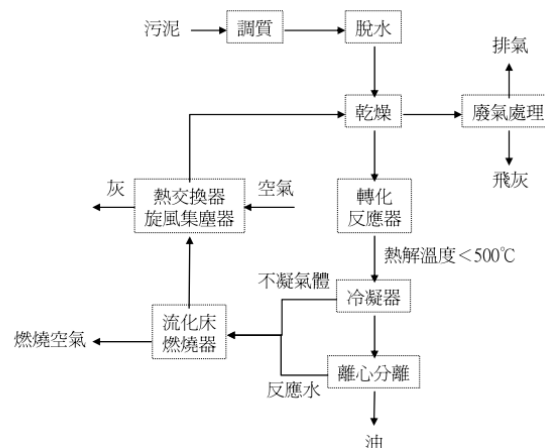 污泥
調質
脫水
排氣
乾燥
廢氣處理
飛灰
灰
熱交換器
旋風集塵器
空氣
轉化
反應器
熱解溫度＜500℃
不凝氣體
冷凝器
燃燒空氣
流化床
燃燒器
反應水
離心分離
油